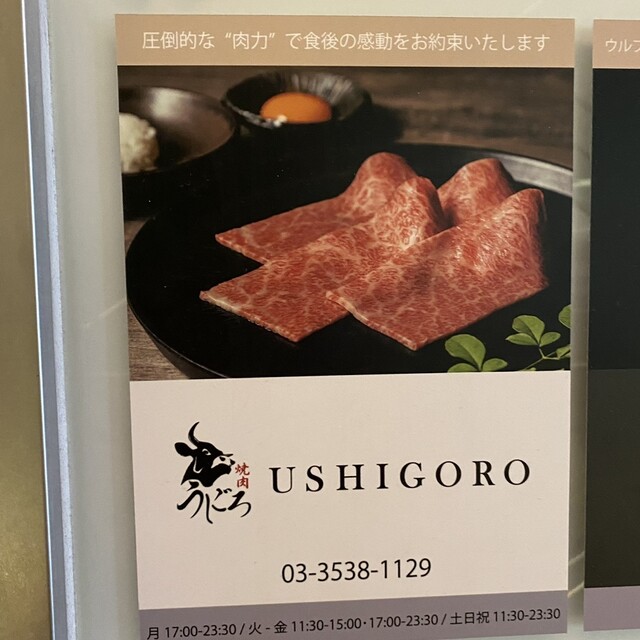 圧倒的な“肉力”で食後の感動をお約束いたします
ウルフ
焼肉
うしごろ
USHIGORO
03-3538-1129
月 17:00-23:30 / 火 - 金 11:30-15:00・17:00-23:30 / 土日祝 11:30-23:30